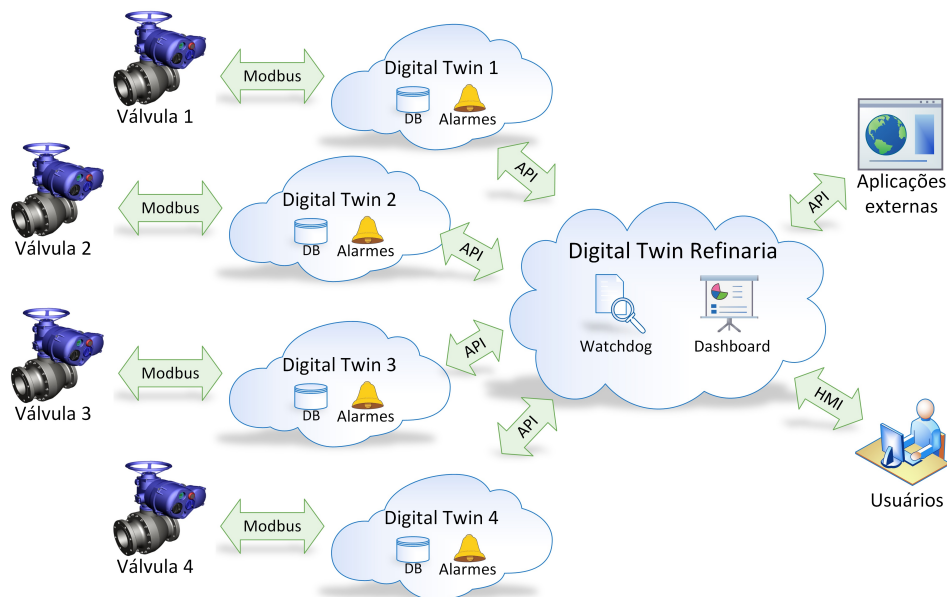 Válvula 1
Modbus
Digital Twin 1
DB
Alarmes
API
Válvula 2
Modbus
Digital Twin 2
DB
Alarmes
API
Válvula 3
Modbus
Digital Twin 3
DB
Alarmes
API
Válvula 4
Modbus
Digital Twin 4
DB
Alarmes
API
Digital Twin Refinaria
Watchdog
Dashboard
API
Aplicações
externas
HMI
Usuários